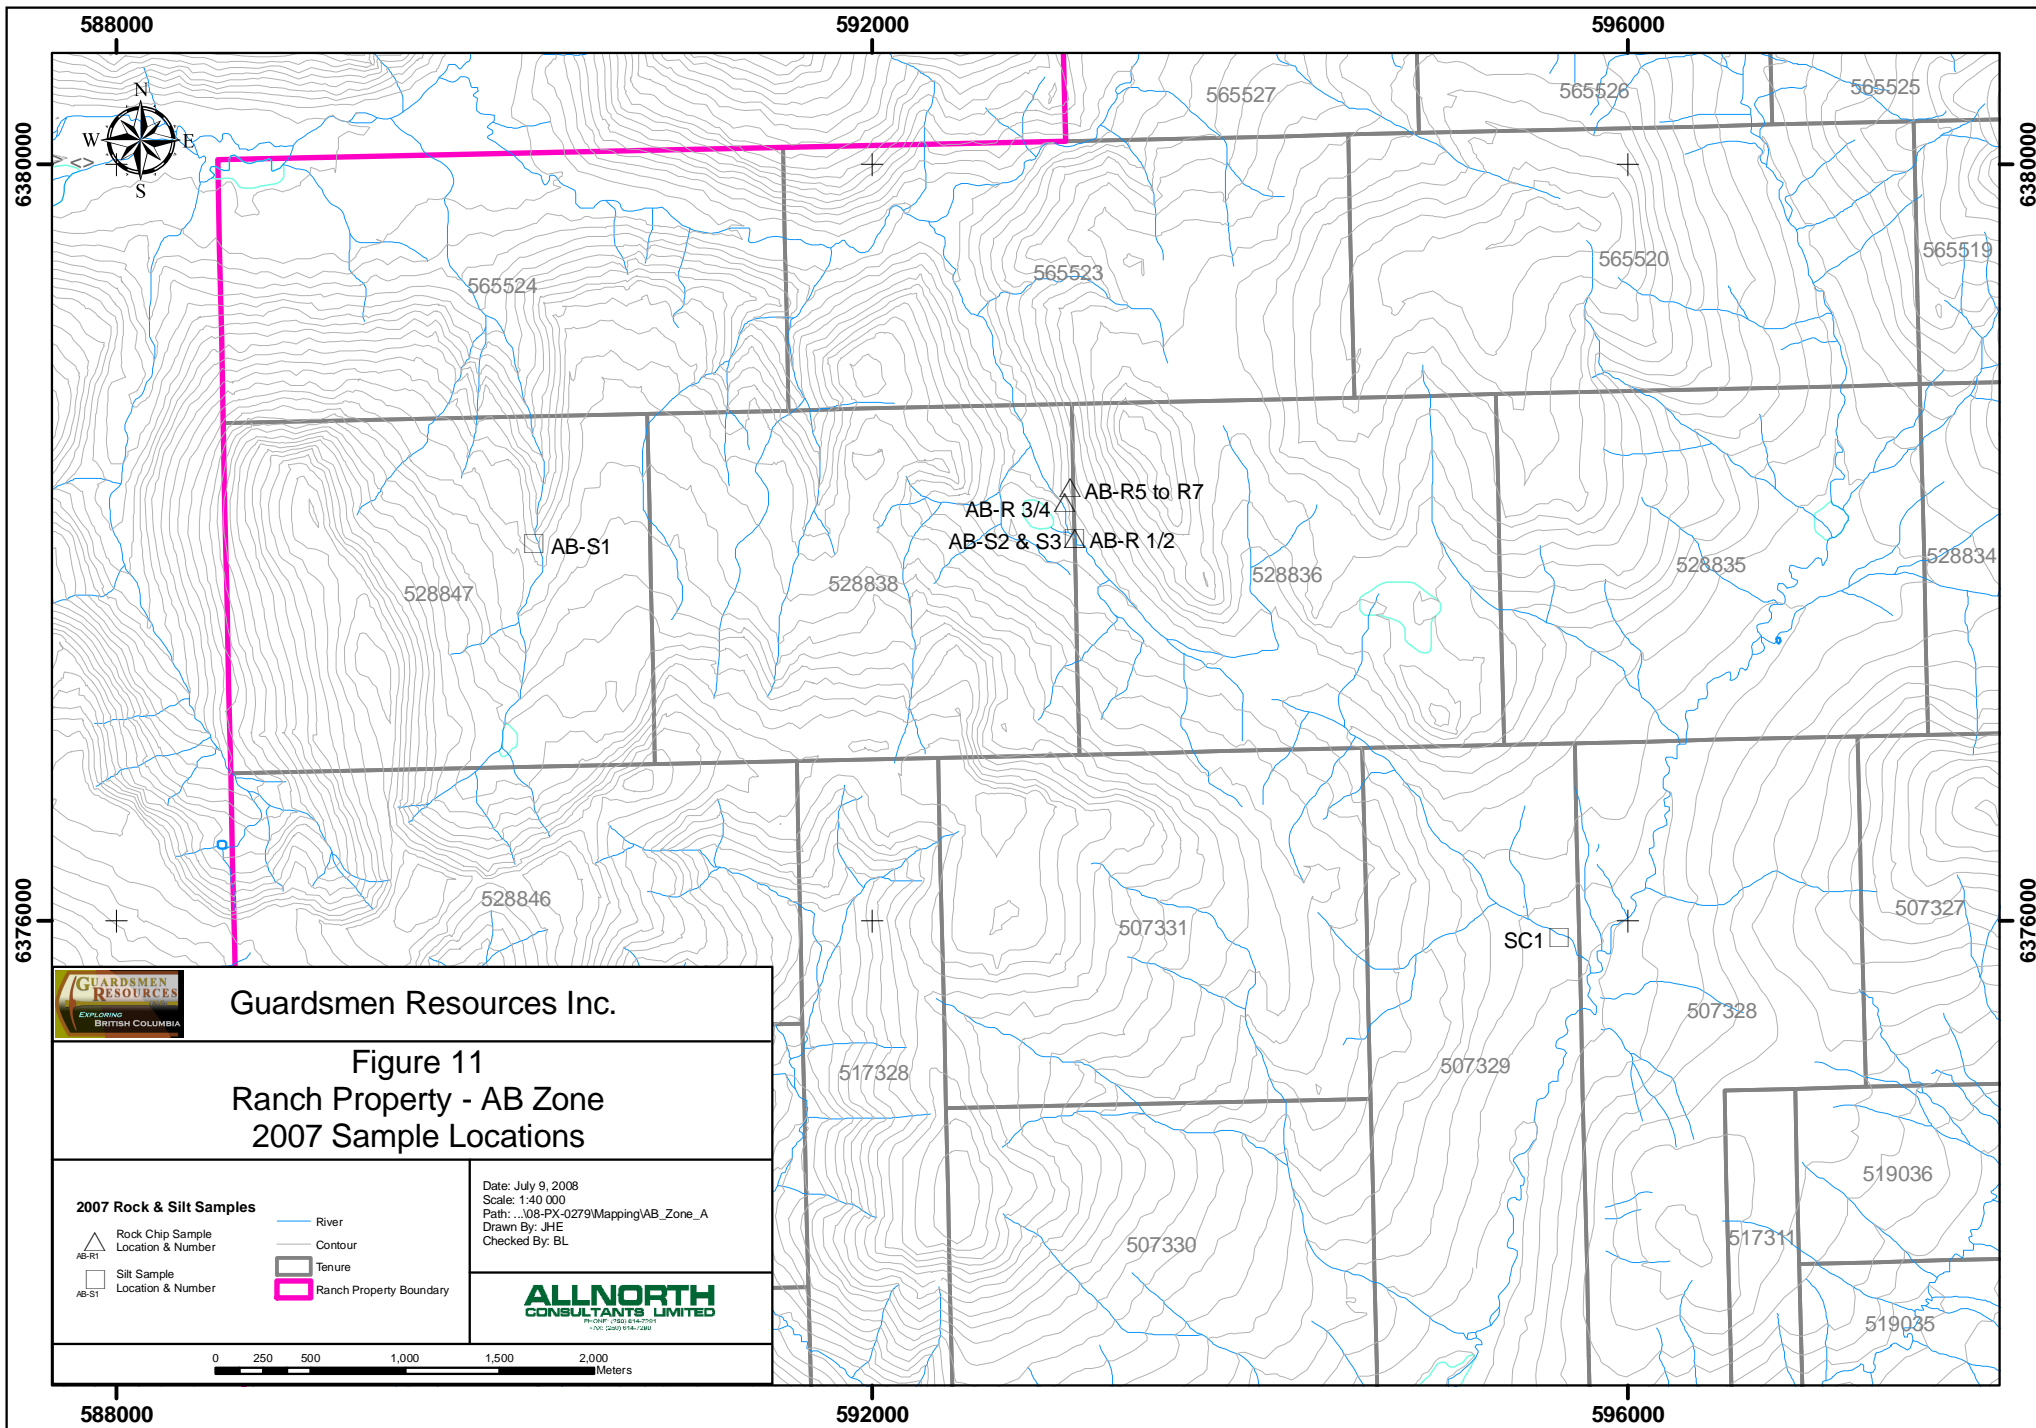 588000
592000
596000
N
W
E
S
6380000
6380000
565527
565526
565525
565524
565523
565520
565519
AB-R5 to R7
AB-R 3/4
AB-S2 & S3
AB-R 1/2
AB-S1
528847
528838
528836
528835
528834
6376000
6376000
528846
507331
SC1
507327
507328
517328
507329
507330
519036
517311
519035
GUARDSMEN
RESOURCES
EXPLORING
BRITISH COLUMBIA
Guardsmen Resources Inc.
Figure 11
Ranch Property - AB Zone
2007 Sample Locations
2007 Rock & Silt Samples
AB-R1
Rock Chip Sample
Location & Number
AB-S1
Silt Sample
Location & Number
River
Contour
Tenure
Ranch Property Boundary
Date: July 9, 2008
Scale: 1:40 000
Path: ...\08-PX-0279\Mapping\AB_Zone_A
Drawn By: JHE
Checked By: BL
ALLNORTH
CONSULTANTS LIMITED
0 250 500 1,000 1,500 2,000
Meters
588000
592000
596000